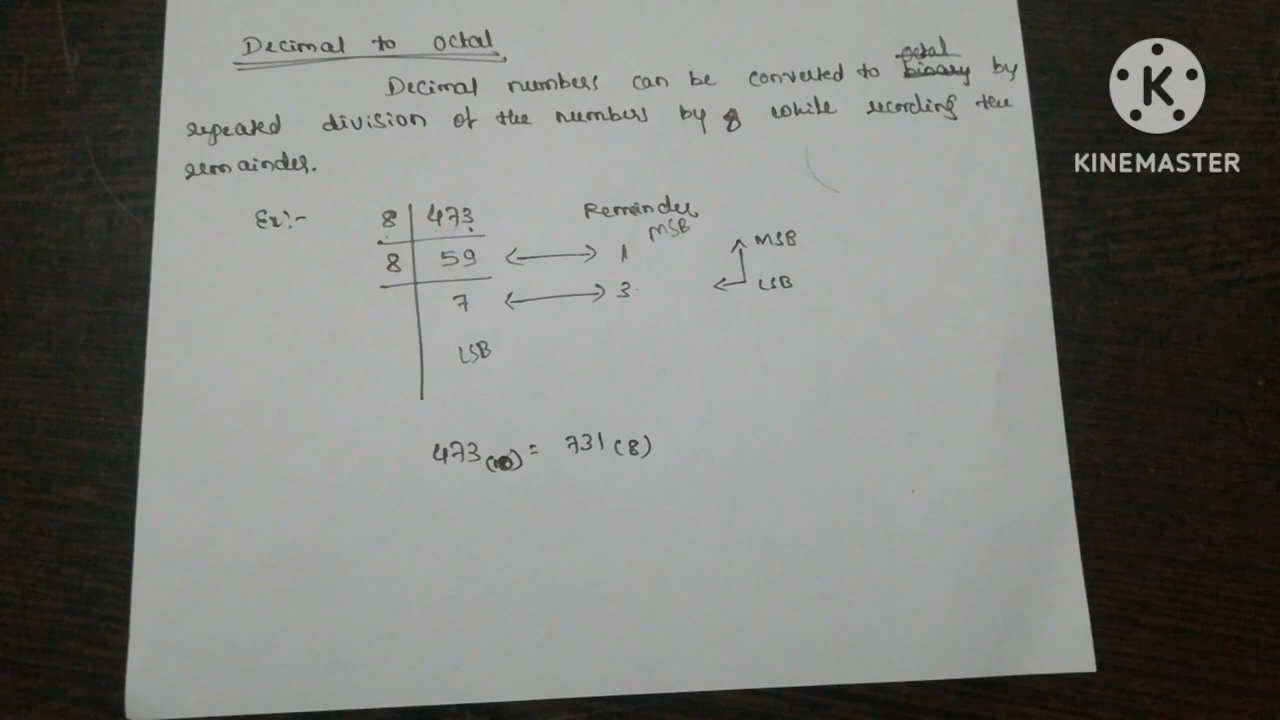 Decimal to octal
octal
Decimal numbers can be converted to binary by
repeated division of the numbers by 8 while recording the
remainder.
Ex:- 8 473 Reminder
MSB
8 59 1 MSB
7 3 LSB
LSB
473(10) = 731(8)
K
KINEMASTER